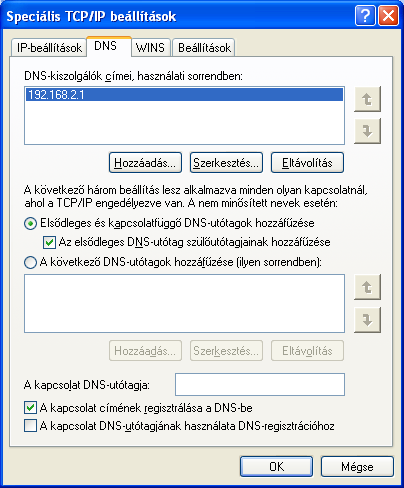 Speciális TCP/IP beállítások
IP-beállítások DNS WINS Beállítások
DNS-kiszolgálók címei, használati sorrendben:
192.168.2.1
Hozzáadás... Szerkesztés... Eltávolítás
A következő három beállítás lesz alkalmazva minden olyan kapcsolatnál,
ahol a TCP/IP engedélyezve van. A nem minősített nevek esetén:
Elsődleges és kapcsolatfüggő DNS-utótagok hozzáfűzése
Az elsődleges DNS-utótag szülőutótagjainak hozzáfűzése
A következő DNS-utótagok hozzáfűzése (ilyen sorrendben):
Hozzáadás... Szerkesztés... Eltávolítás
A kapcsolat DNS-utótagja:
A kapcsolat címének regisztrálása a DNS-be
A kapcsolat DNS-utótagjának használata DNS-regisztrációhoz
OK Mégse